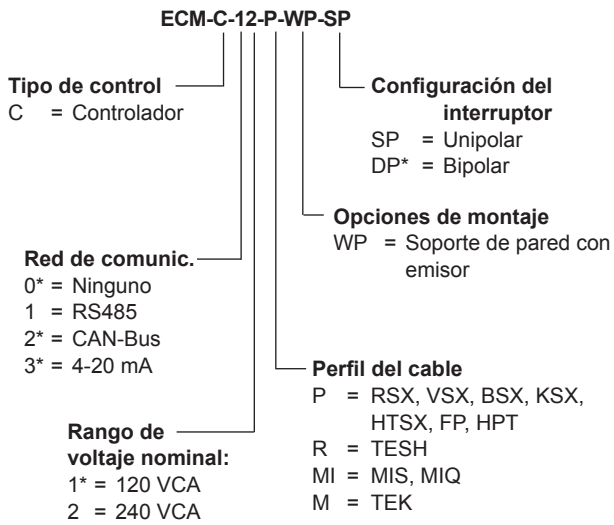 ECM-C-12-P-WP-SP
Tipo de control
C = Controlador
Configuración del
interruptor
SP = Unipolar
DP* = Bipolar
Opciones de montaje
WP = Soporte de pared con
emisor
Red de comunic.
0* = Ninguno
1 = RS485
2* = CAN-Bus
3* = 4-20 mA
Perfil del cable
P = RSX, VSX, BSX, KSX,
HTSX, FP, HPT
R = TESH
MI = MIS, MIQ
M = TEK
Rango de
voltaje nominal:
1* = 120 VCA
2 = 240 VCA